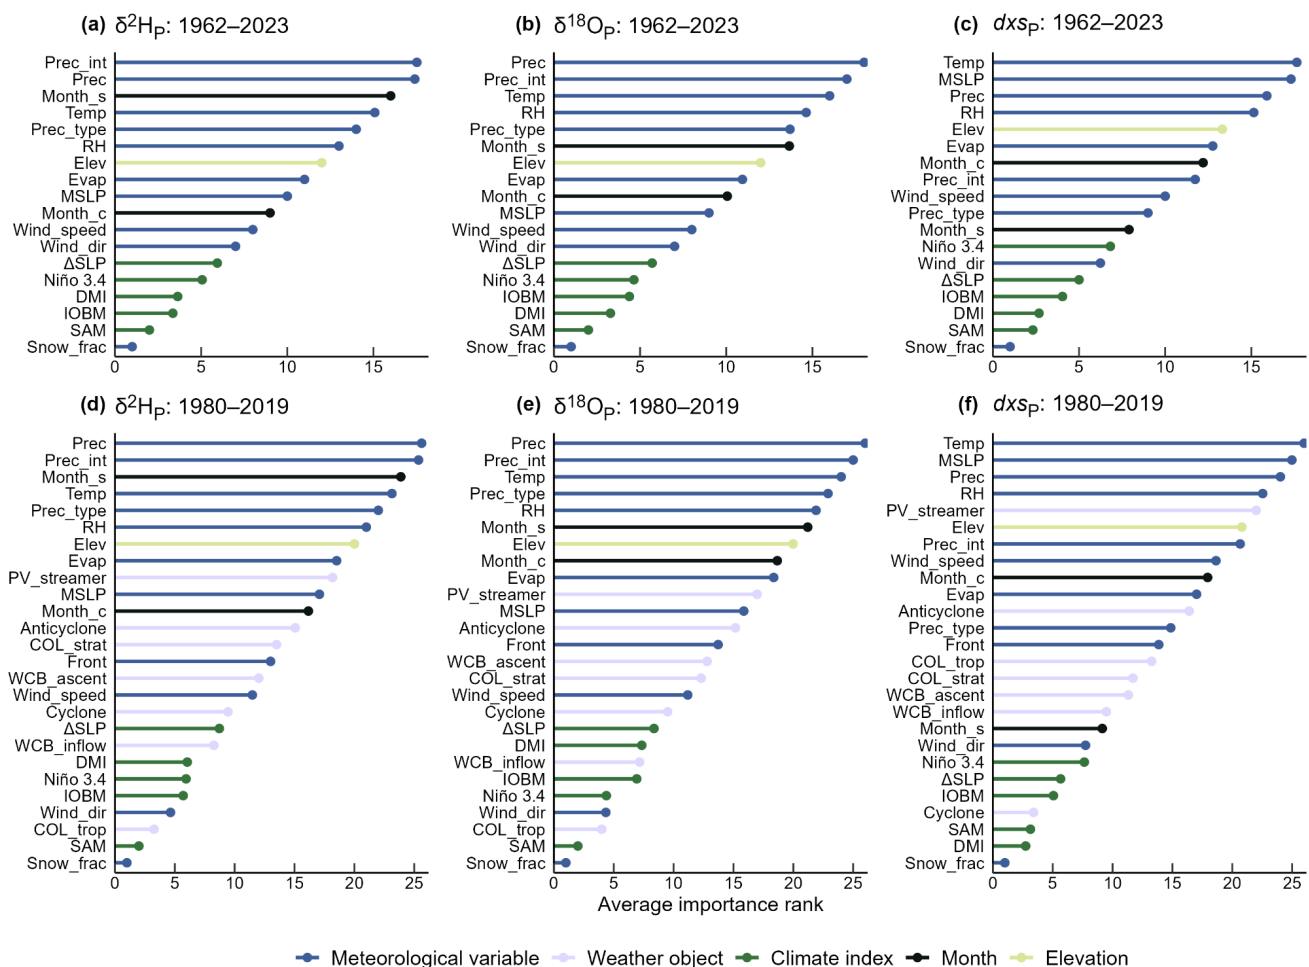 (a) δ²H_P: 1962–2023
Prec_int
Prec
Month_s
Temp
Prec_type
RH
Elev
Evap
MSLP
Month_c
Wind_speed
Wind_dir
ΔSLP
Niño 3.4
DMI
IOBM
SAM
Snow_frac
0 5 10 15
(b) δ¹⁸O_P: 1962–2023
Prec
Prec_int
Temp
RH
Prec_type
Month_s
Elev
Evap
Month_c
MSLP
Wind_speed
Wind_dir
ΔSLP
Niño 3.4
IOBM
DMI
SAM
Snow_frac
0 5 10 15
(c) dxs_P: 1962–2023
Temp
MSLP
Prec
RH
Elev
Evap
Month_c
Prec_int
Wind_speed
Prec_type
Month_s
Niño 3.4
Wind_dir
ΔSLP
IOBM
DMI
SAM
Snow_frac
0 5 10 15
(d) δ²H_P: 1980–2019
Prec
Prec_int
Month_s
Temp
Prec_type
RH
Elev
Evap
PV_streamer
MSLP
Month_c
Anticyclone
COL_strat
Front
WCB_ascent
Wind_speed
Cyclone
ΔSLP
WCB_inflow
DMI
Niño 3.4
IOBM
Wind_dir
COL_trop
SAM
Snow_frac
0 5 10 15 20 25
(e) δ¹⁸O_P: 1980–2019
Prec
Prec_int
Temp
Prec_type
RH
Month_s
Elev
Month_c
Evap
PV_streamer
MSLP
Anticyclone
Front
WCB_ascent
COL_strat
Wind_speed
Cyclone
ΔSLP
DMI
WCB_inflow
IOBM
Niño 3.4
Wind_dir
COL_trop
SAM
Snow_frac
0 5 10 15 20 25
Average importance rank
(f) dxs_P: 1980–2019
Temp
MSLP
Prec
RH
PV_streamer
Elev
Prec_int
Wind_speed
Month_c
Evap
Anticyclone
Prec_type
Front
COL_trop
COL_strat
WCB_ascent
WCB_inflow
Month_s
Wind_dir
Niño 3.4
ΔSLP
IOBM
Cyclone
SAM
DMI
Snow_frac
0 5 10 15 20 25
Meteorological variable Weather object Climate index Month Elevation